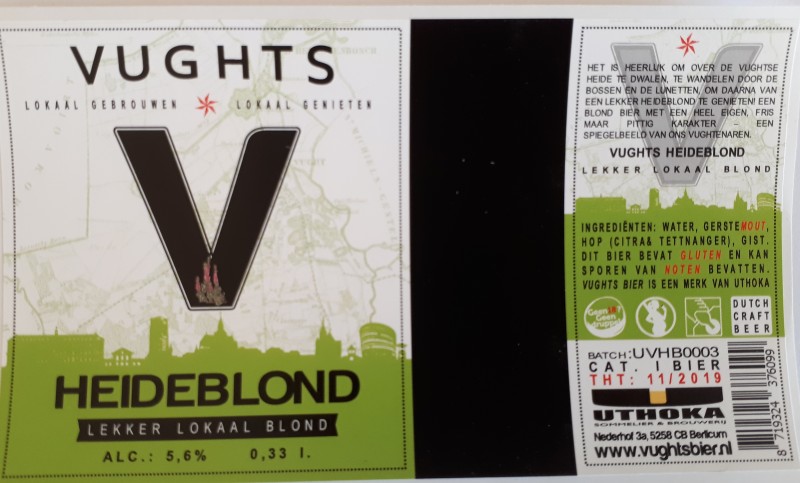 VUGHTS
LOKAAL GEBROUWEN
LOKAAL GENIETEN
V
HEIDEBLOND
LEKKER LOKAAL BLOND
ALC.: 5,6% 0,33 l.
HET IS HEERLIJK OM OVER DE VUGHTSE
HEIDE TE DWALEN, TE WANDELEN DOOR DE
BOSSEN EN DE LUNETTEN, OM DAARNA VAN
EEN LEKKER HEIDEBLOND TE GENIETEN! EEN
BLOND BIER MET EEN HEEL EIGEN, FRIS
MAAR PITTIG KARAKTER – EEN
SPIEGELBEELD VAN ONS VUGHTENAREN.
VUGHTS HEIDEBLOND
LEKKER LOKAAL BLOND
INGREDIËNTEN: WATER, GERSTEMOUT,
HOP (CITRA& TETTNANGER), GIST.
DIT BIER BEVAT GLUTEN EN KAN
SPOREN VAN NOTEN BEVATTEN.
VUGHTS BIER IS EEN MERK VAN UTHOKA
Geen 18?
Geen
druppel
DUTCH
CRAFT
BEER
BATCH:UVHB0003
CAT. I BIER
THT: 11/2019
UTHOKA
SOMMELIER & BROUWERIJ
Nederhof 3a, 5258 CB Berlicum
www.vughtsbier.nl
8 719324 376099